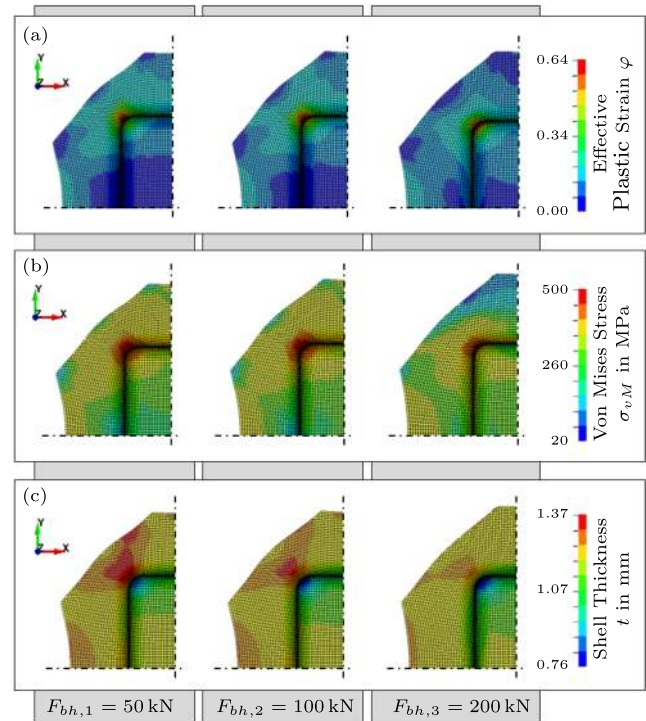 (a)
Y
Z
X
0.64
0.34
0.00
Effective
Plastic Strain φ
(b)
Y
Z
X
500
260
20
Von Mises Stress
σvM in MPa
(c)
Y
Z
X
1.37
1.07
0.76
Shell Thickness
t in mm
Fbh,1 = 50 kN
Fbh,2 = 100 kN
Fbh,3 = 200 kN